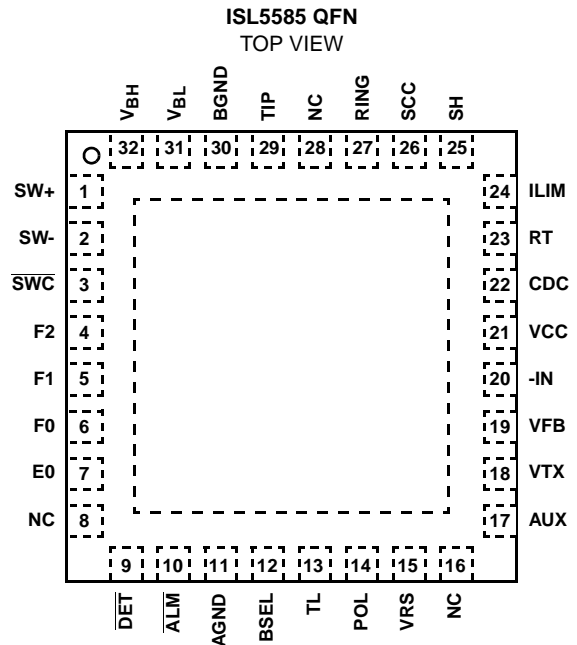 ISL5585 QFN
TOP VIEW
VBH
VBL
BGND
TIP
NC
RING
SCC
SH
32
31
30
29
28
27
26
25
SW+ 1
SW- 2
SWC 3
F2 4
F1 5
F0 6
E0 7
NC 8
24 ILIM
23 RT
22 CDC
21 VCC
20 -IN
19 VFB
18 VTX
17 AUX
9
10
11
12
13
14
15
16
DET
ALM
AGND
BSEL
TL
POL
VRS
NC